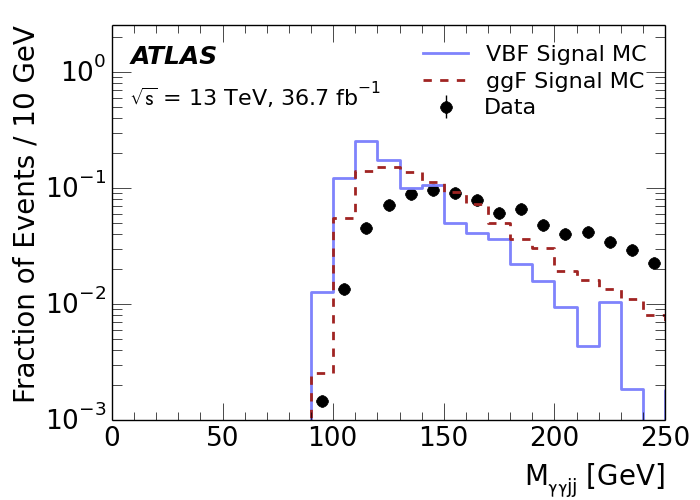 ATLAS
√s = 13 TeV, 36.7 fb⁻¹
VBF Signal MC
ggF Signal MC
Data
Fraction of Events / 10 GeV
10⁰
10⁻¹
10⁻²
10⁻³
0 50 100 150 200 250
M_γγjj [GeV]